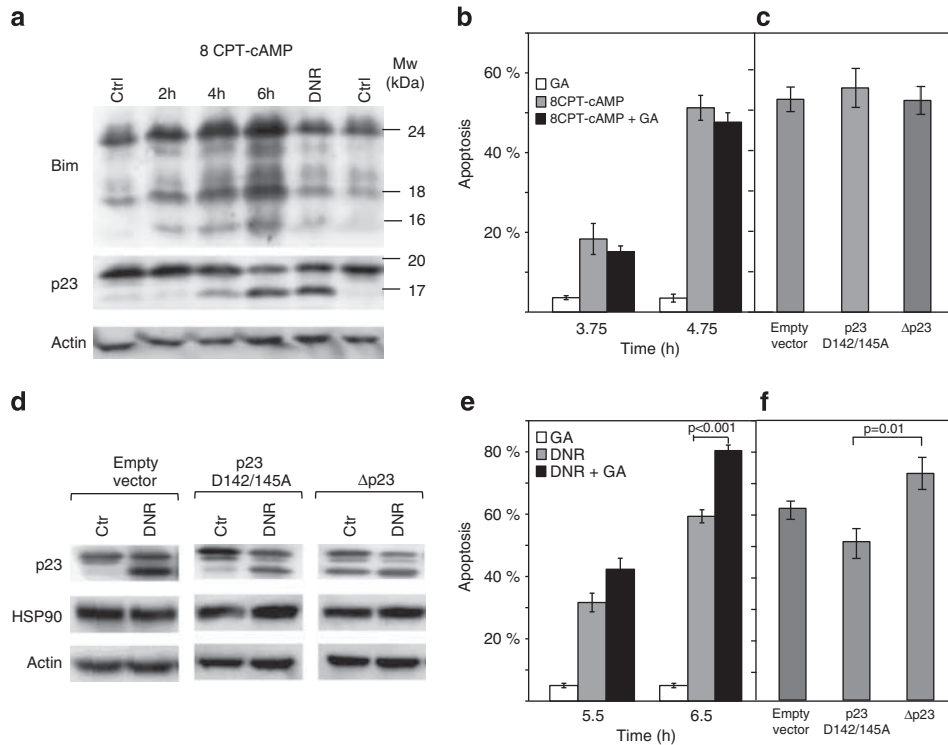 a
8 CPT-cAMP
Mw
(kDa)
Ctrl
2h
4h
6h
DNR
Ctrl
Bim
24
18
16
p23
20
17
Actin
b
60 %
40 %
20 %
Apoptosis
GA
8CPT-cAMP
8CPT-cAMP + GA
3.75
4.75
Time (h)
c
Empty
vector
p23
D142/145A
Δp23
d
Empty
vector
p23
D142/145A
Δp23
Ctr
DNR
Ctr
DNR
Ctr
DNR
p23
HSP90
Actin
e
80 %
60 %
40 %
20 %
Apoptosis
GA
DNR
DNR + GA
p<0.001
5.5
6.5
Time (h)
f
p=0.01
Empty
vector
p23
D142/145A
Δp23